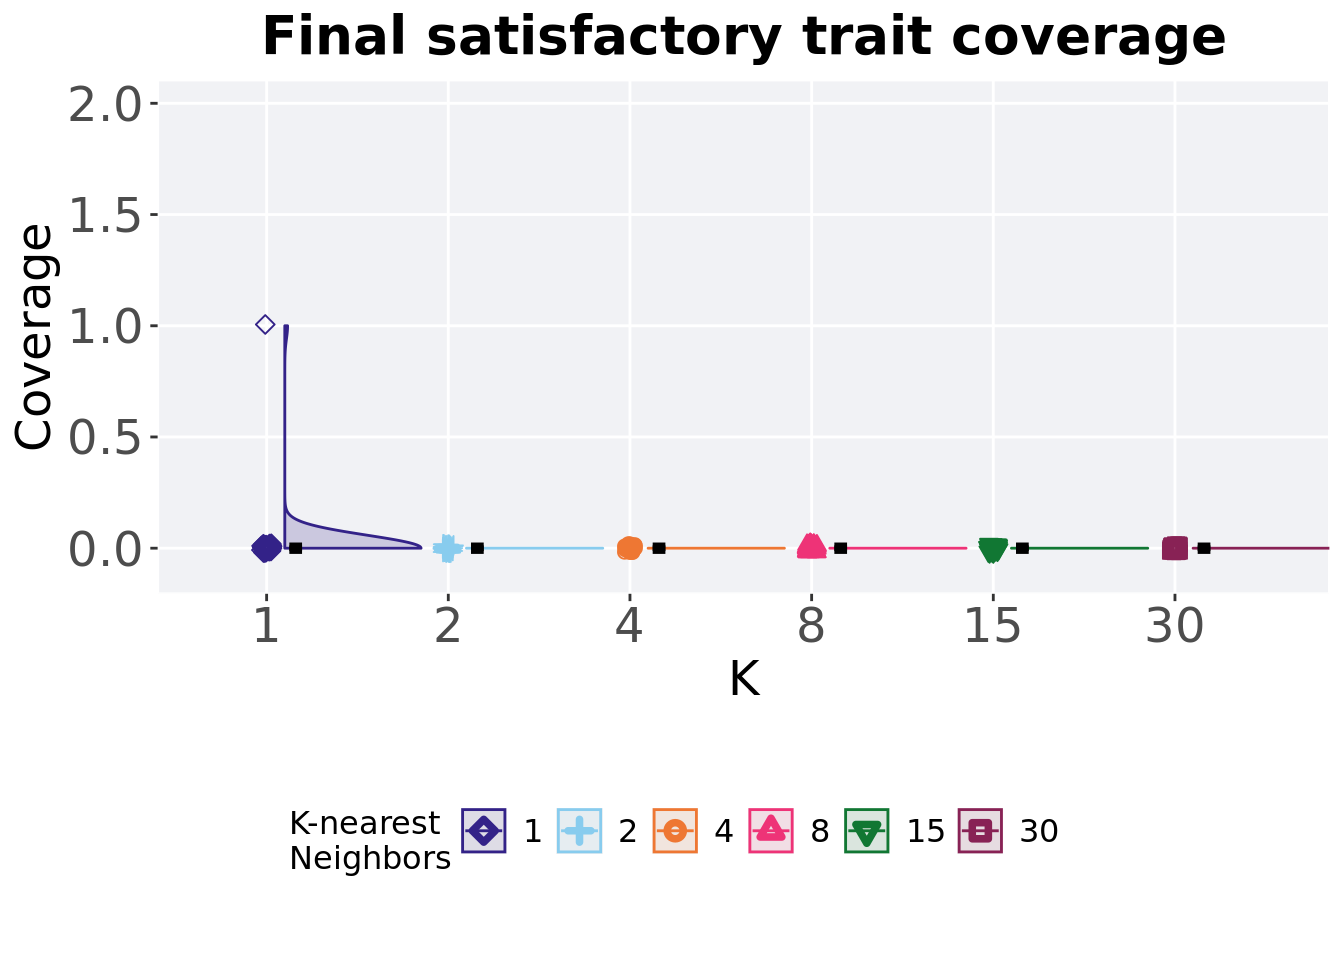 Final satisfactory trait coverage
2.0
1.5
1.0
0.5
0.0
Coverage
1 2 4 8 15 30
K
K-nearest
Neighbors
1 2 4 8 15 30